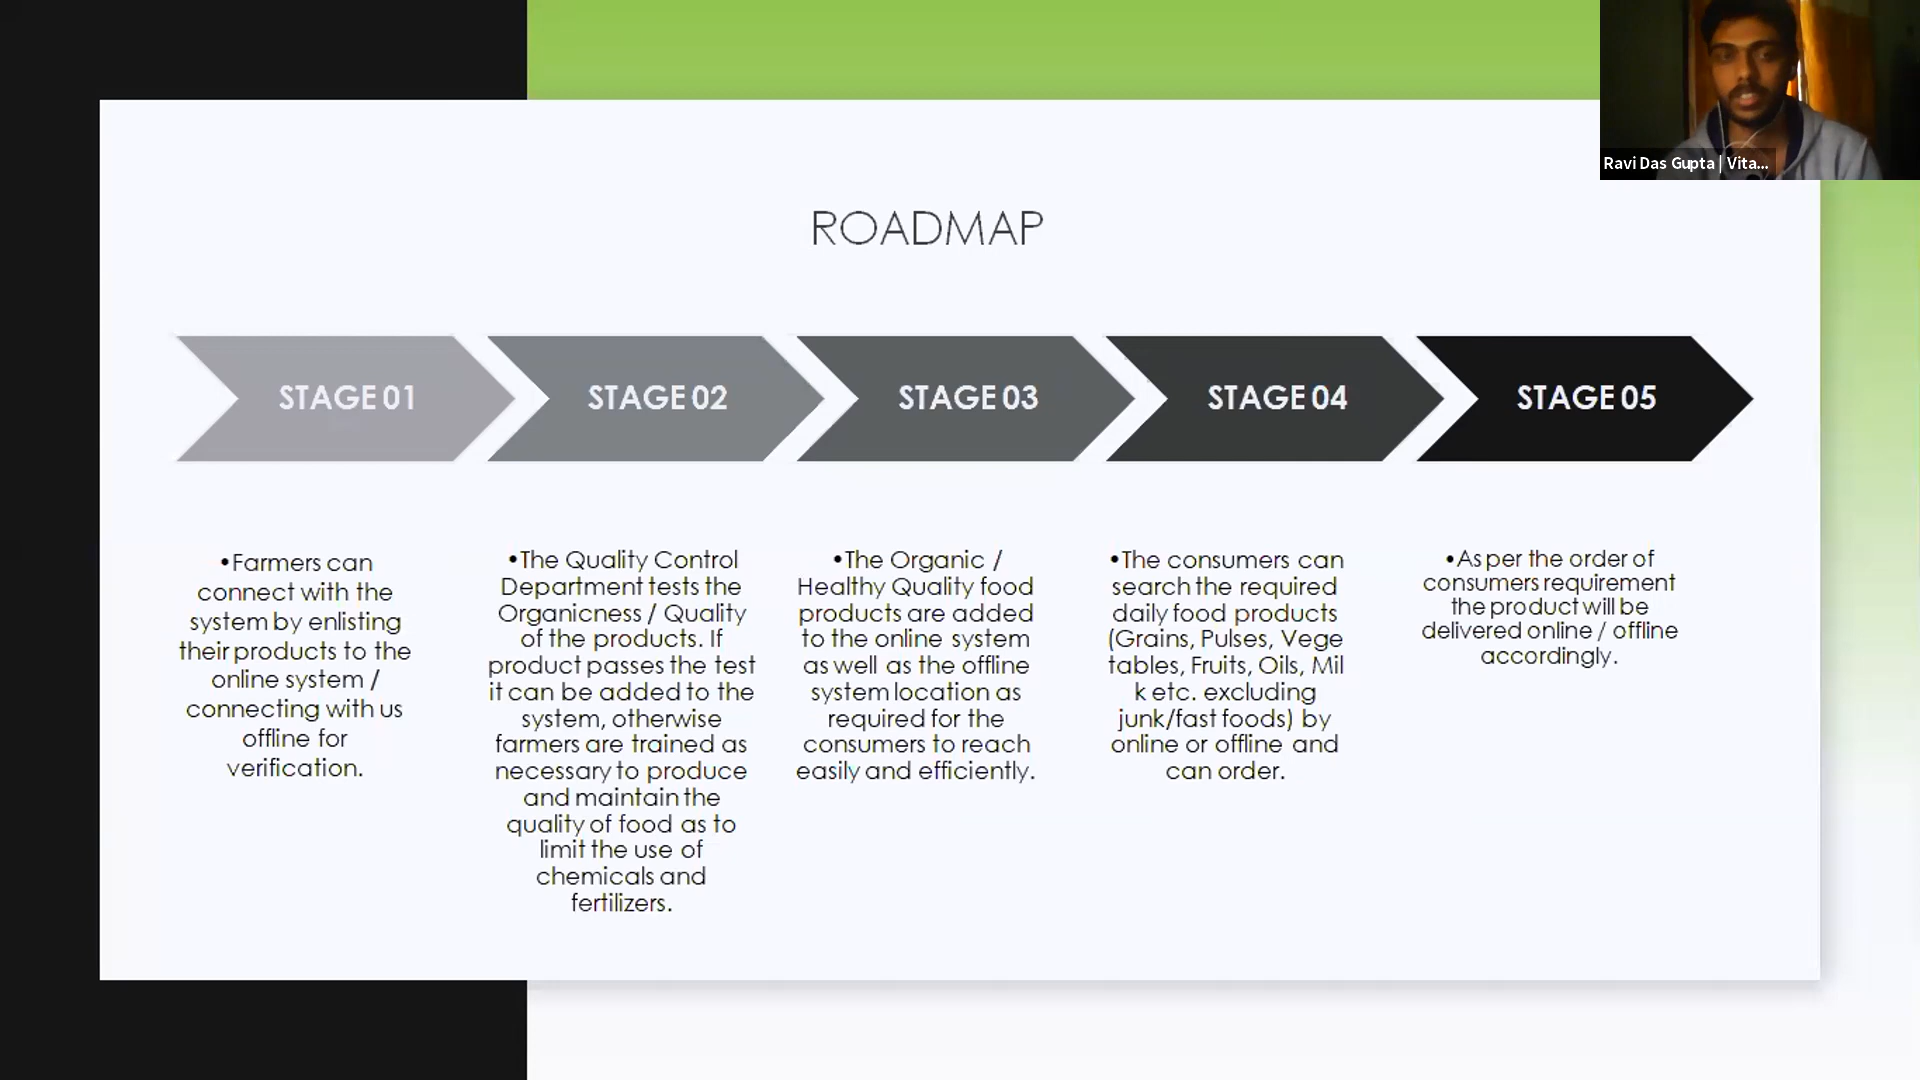 Ravi Das Gupta | Vita...
ROADMAP
STAGE 01
STAGE 02
STAGE 03
STAGE 04
STAGE 05
•Farmers can
connect with the
system by enlisting
their products to the
online system /
connecting with us
offline for
verification.
•The Quality Control
Department tests the
Organicness / Quality
of the products. If
product passes the test
it can be added to the
system, otherwise
farmers are trained as
necessary to produce
and maintain the
quality of food as to
limit the use of
chemicals and
fertilizers.
•The Organic /
Healthy Quality food
products are added
to the online system
as well as the offline
system location as
required for the
consumers to reach
easily and efficiently.
•The consumers can
search the required
daily food products
(Grains, Pulses, Vege
tables, Fruits, Oils, Mil
k etc. excluding
junk/fast foods) by
online or offline and
can order.
•As per the order of
consumers requirement
the product will be
delivered online / offline
accordingly.